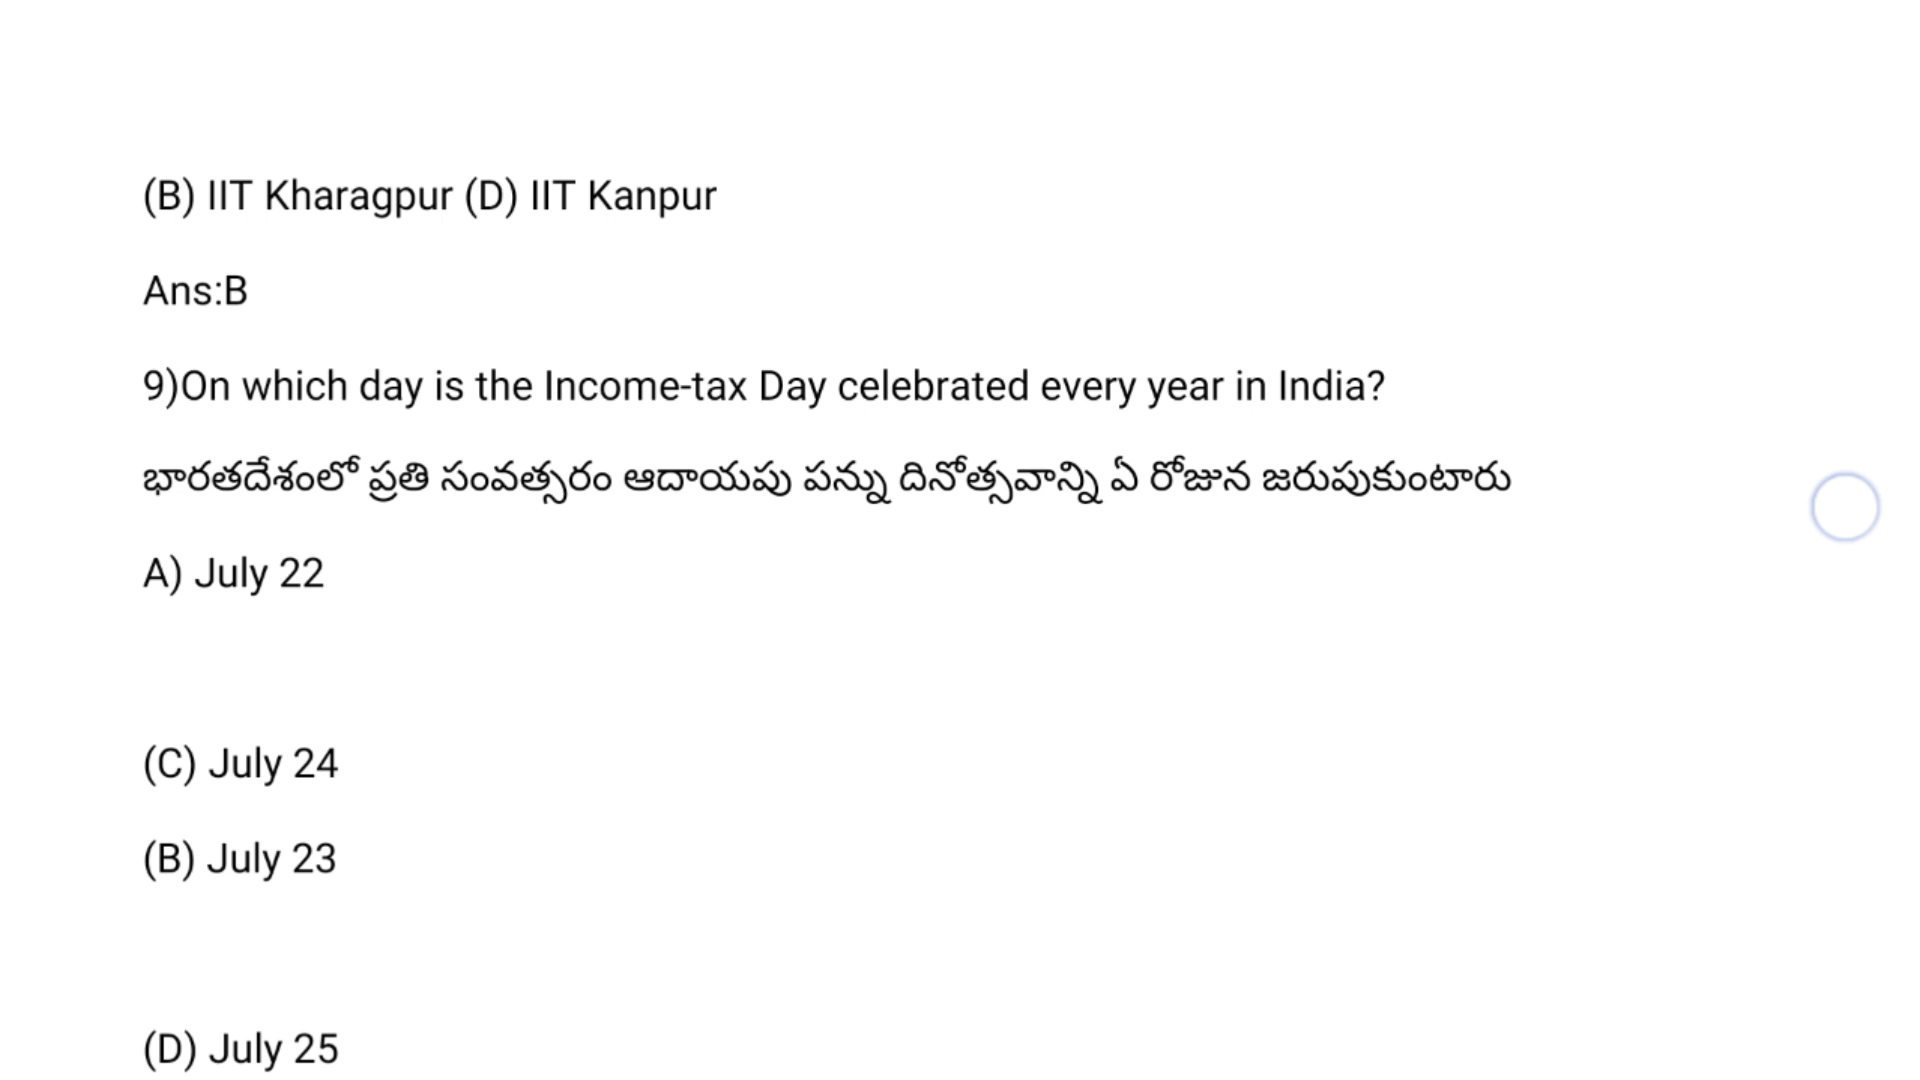 (B) IIT Kharagpur (D) IIT Kanpur
Ans:B
9)On which day is the Income-tax Day celebrated every year in India?
భారతదేశంలో ప్రతి సంవత్సరం ఆదాయపు పన్ను దినోత్సవాన్ని ఏ రోజున జరుపుకుంటారు
A) July 22
(C) July 24
(B) July 23
(D) July 25